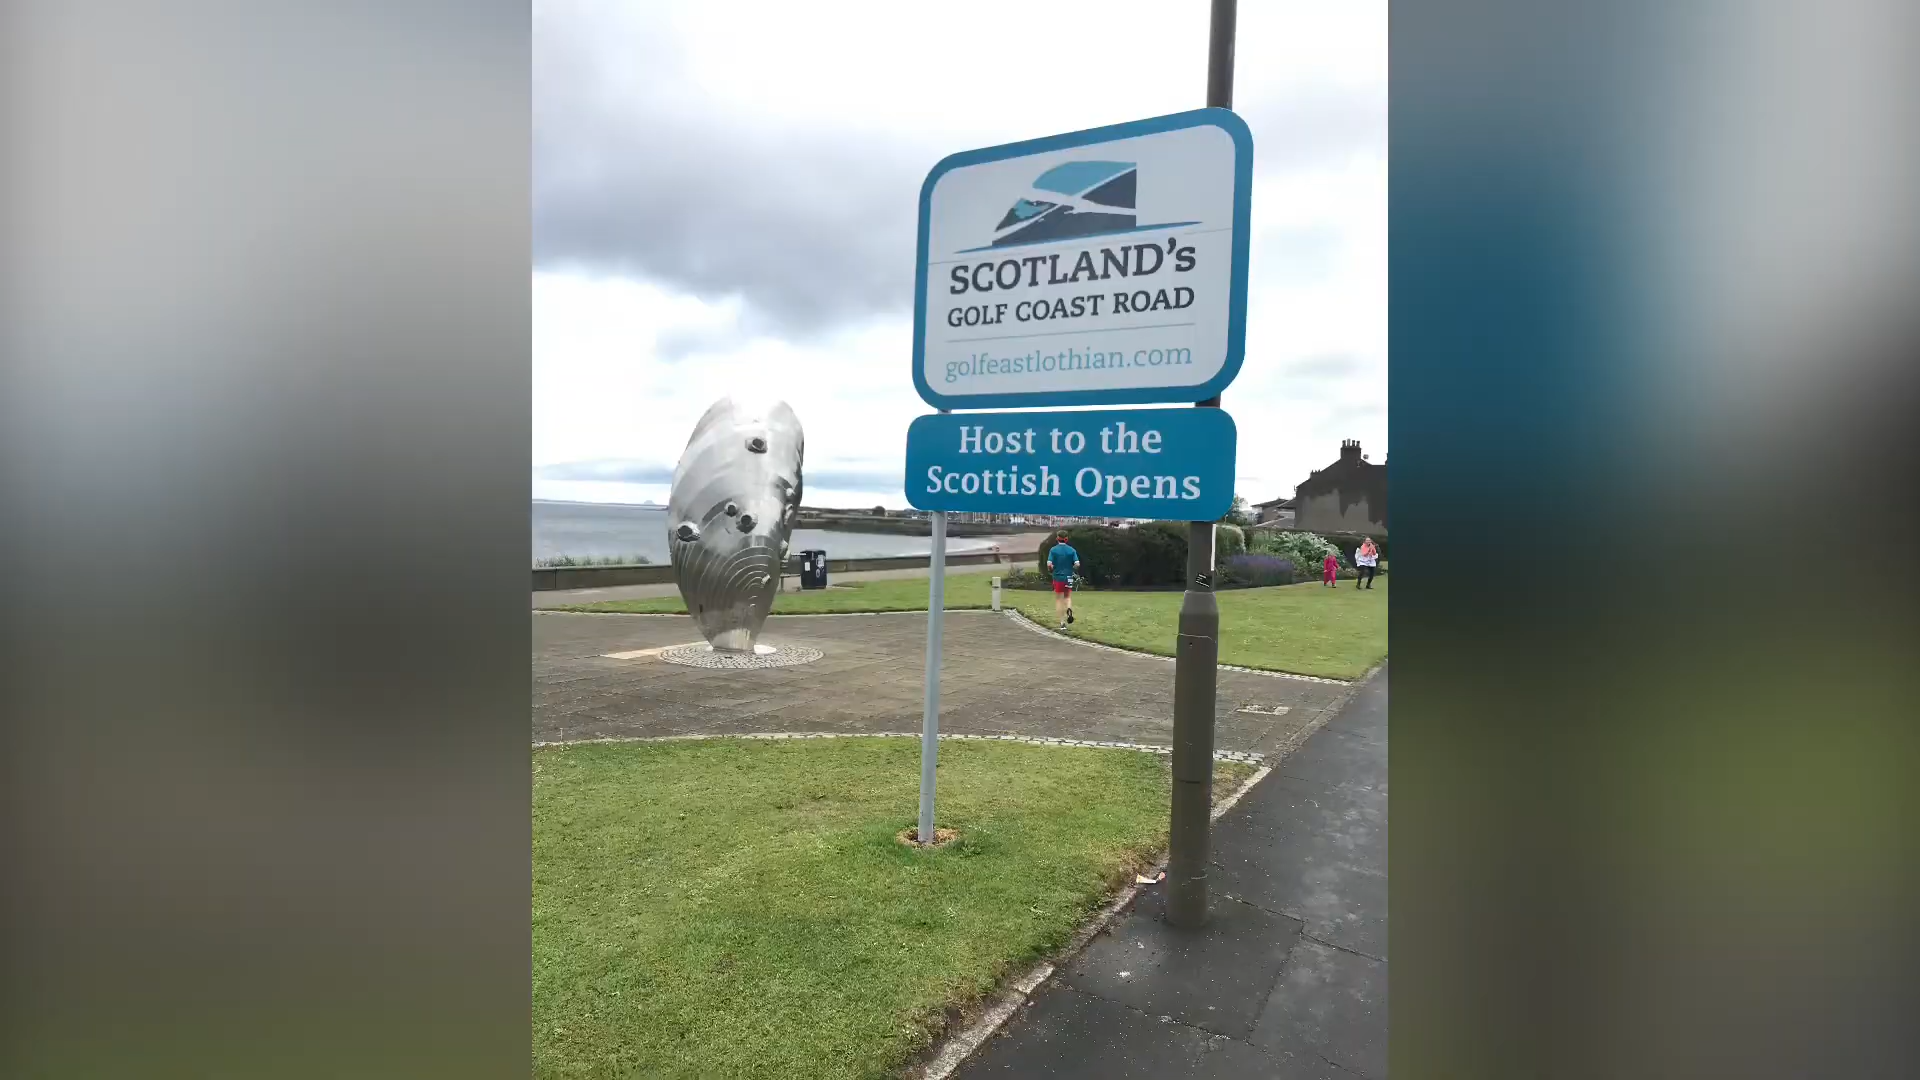 SCOTLAND's
GOLF COAST ROAD
golfeastlothian.com
Host to the
Scottish Opens